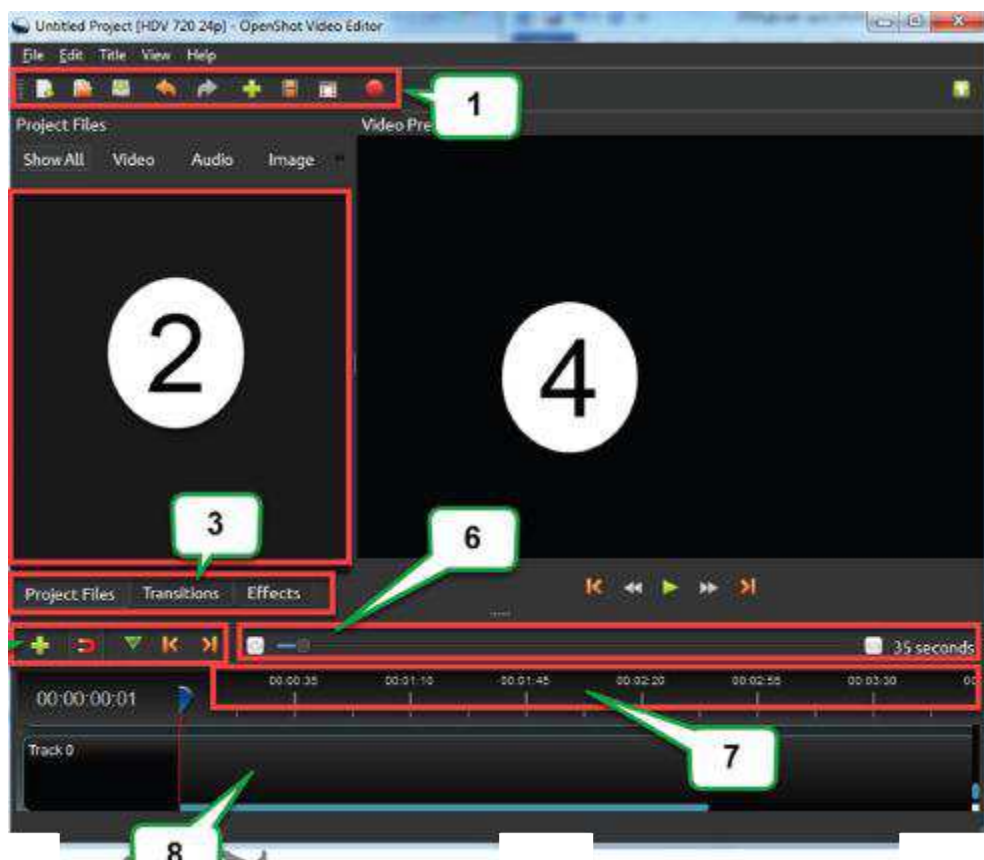 Untitled Project [HDV 720 24p] - OpenShot Video Editor
File Edit Title View Help
1
Project Files
Video Pre
Show All Video Audio Image
2
4
3
6
Project Files Transitions Effects
35 seconds
00:00:35 00:01:10 00:01:45 00:02:20 00:02:55 00:03:30 00
00:00:00:01
Track 0
7
8